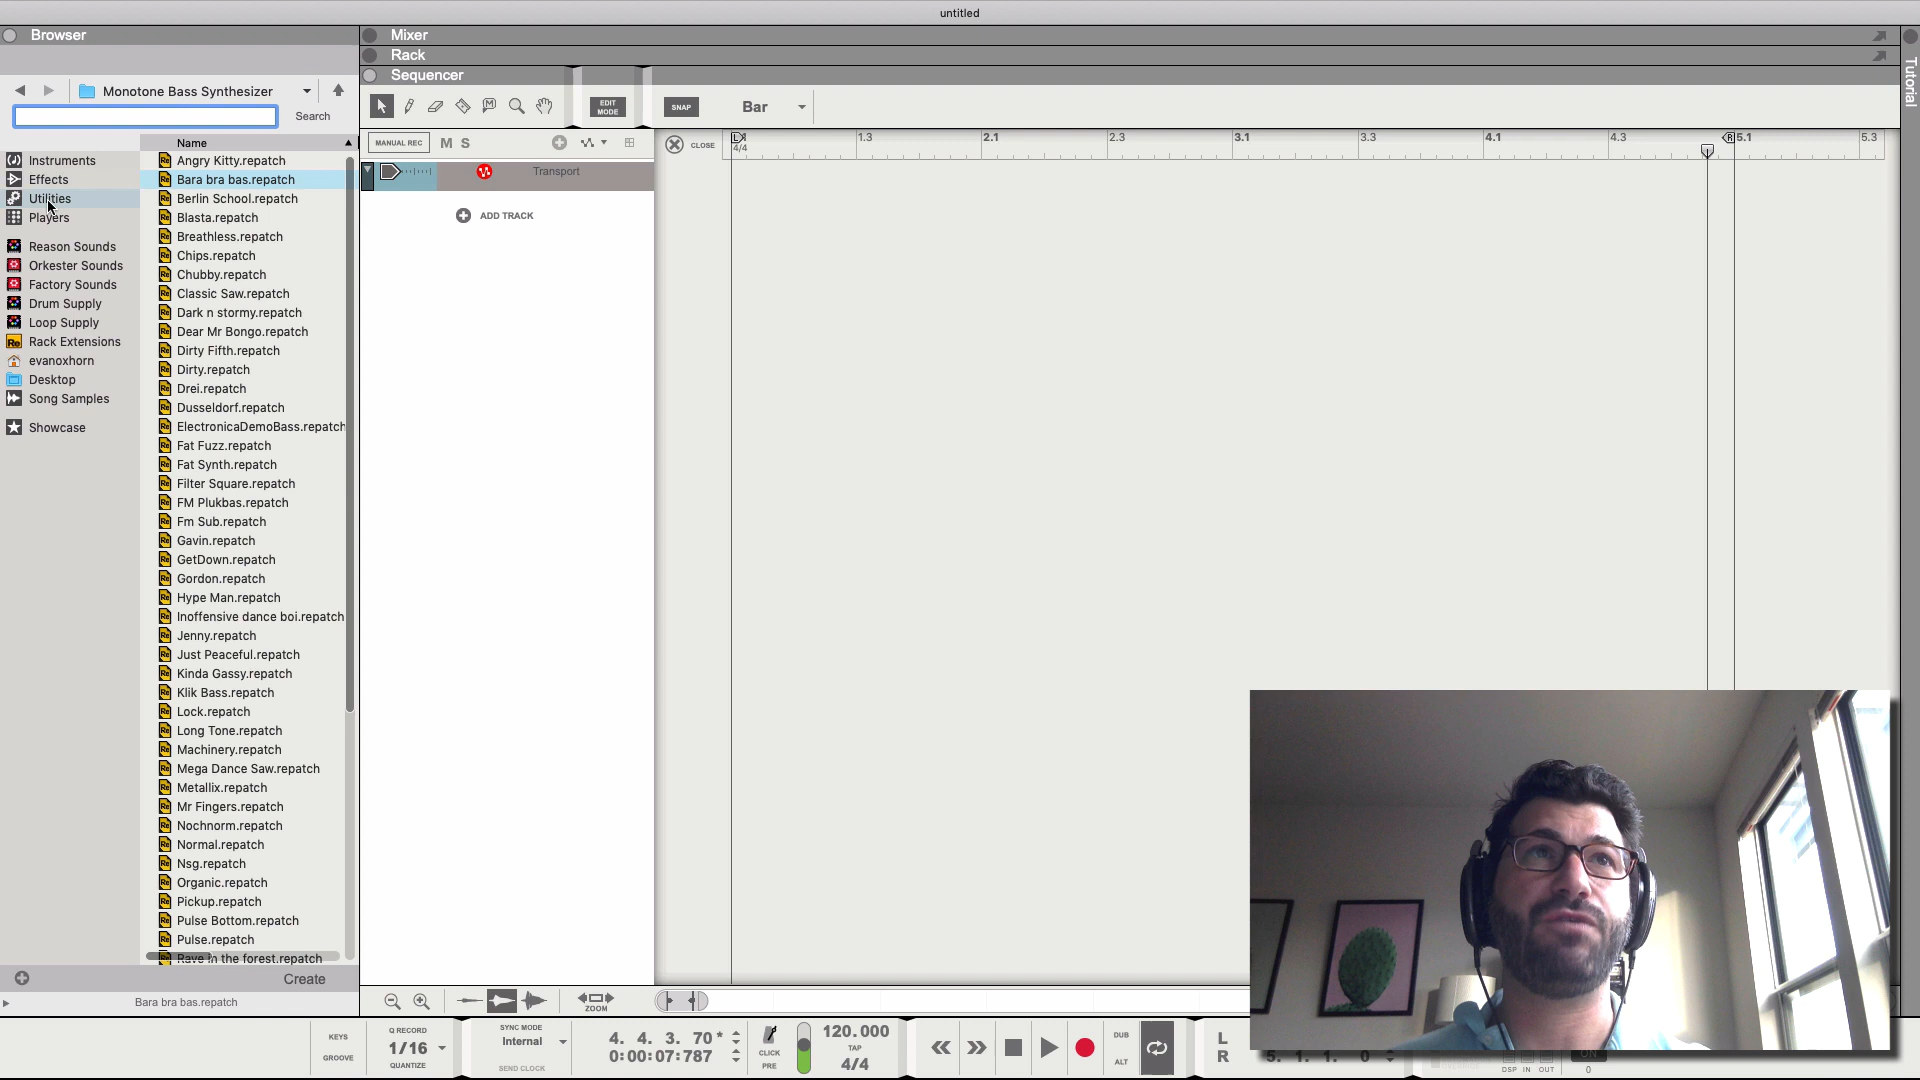 untitled
Browser
Monotone Bass Synthesizer
Search
Name
Instruments
Effects
Utilities
Players
Reason Sounds
Orkester Sounds
Factory Sounds
Drum Supply
Loop Supply
Rack Extensions
evanoxhorn
Desktop
Song Samples
Showcase
Angry Kitty.repatch
Bara bra bas.repatch
Berlin School.repatch
Blasta.repatch
Breathless.repatch
Chips.repatch
Chubby.repatch
Classic Saw.repatch
Dark n stormy.repatch
Dear Mr Bongo.repatch
Dirty Fifth.repatch
Dirty.repatch
Drei.repatch
Dusseldorf.repatch
ElectronicaDemoBass.repatch
Fat Fuzz.repatch
Fat Synth.repatch
Filter Square.repatch
FM Plukbas.repatch
Fm Sub.repatch
Gavin.repatch
GetDown.repatch
Gordon.repatch
Hype Man.repatch
Inoffensive dance boi.repatch
Jenny.repatch
Just Peaceful.repatch
Kinda Gassy.repatch
Klik Bass.repatch
Lock.repatch
Long Tone.repatch
Machinery.repatch
Mega Dance Saw.repatch
Metallix.repatch
Mr Fingers.repatch
Nochnorm.repatch
Normal.repatch
Nsg.repatch
Organic.repatch
Pickup.repatch
Pulse Bottom.repatch
Pulse.repatch
Rave in the forest.repatch
Create
Bara bra bas.repatch
Mixer
Rack
Sequencer
Tutorial
EDIT MODE
SNAP
Bar
MANUAL REC
M S
CLOSE
L
4/4
1.3
2.1
2.3
3.1
3.3
4.1
4.3
R
5.1
5.3
Transport
ADD TRACK
ZOOM
KEYS
GROOVE
Q RECORD
1/16
QUANTIZE
SYNC MODE
Internal
SEND CLOCK
4. 4. 3. 70 *
0:00:07:787
CLICK
PRE
120.000
TAP
4/4
DUB
ALT
L
R
5. 1. 1. 0
DSP IN OUT
0